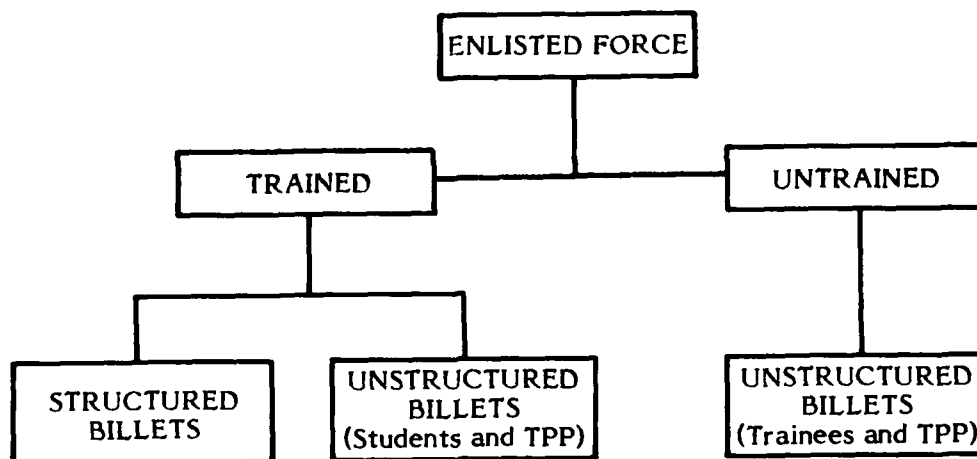 ENLISTED FORCE
TRAINED
UNTRAINED
STRUCTURED
BILLETS
UNSTRUCTURED
BILLETS
(Students and TPP)
UNSTRUCTURED
BILLETS
(Trainees and TPP)